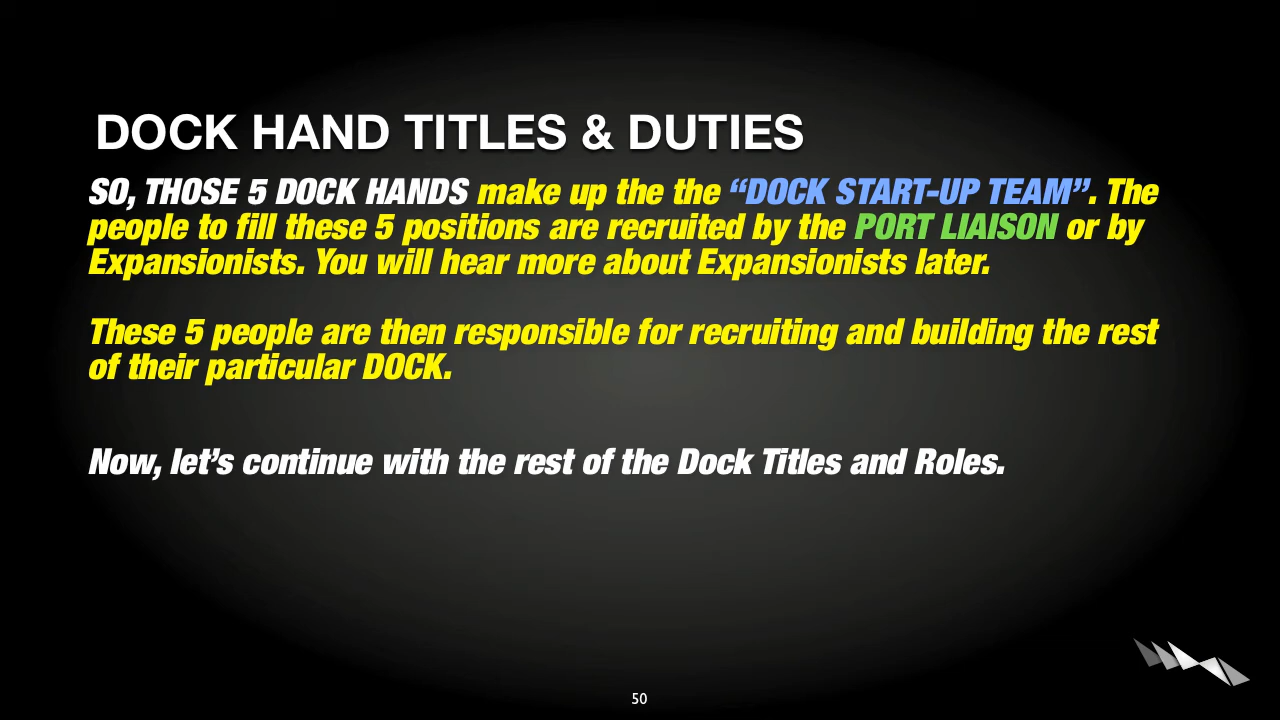 DOCK HAND TITLES & DUTIES
SO, THOSE 5 DOCK HANDS make up the the “DOCK START-UP TEAM”. The
people to fill these 5 positions are recruited by the PORT LIAISON or by
Expansionists. You will hear more about Expansionists later.
These 5 people are then responsible for recruiting and building the rest
of their particular DOCK.
Now, let’s continue with the rest of the Dock Titles and Roles.
50